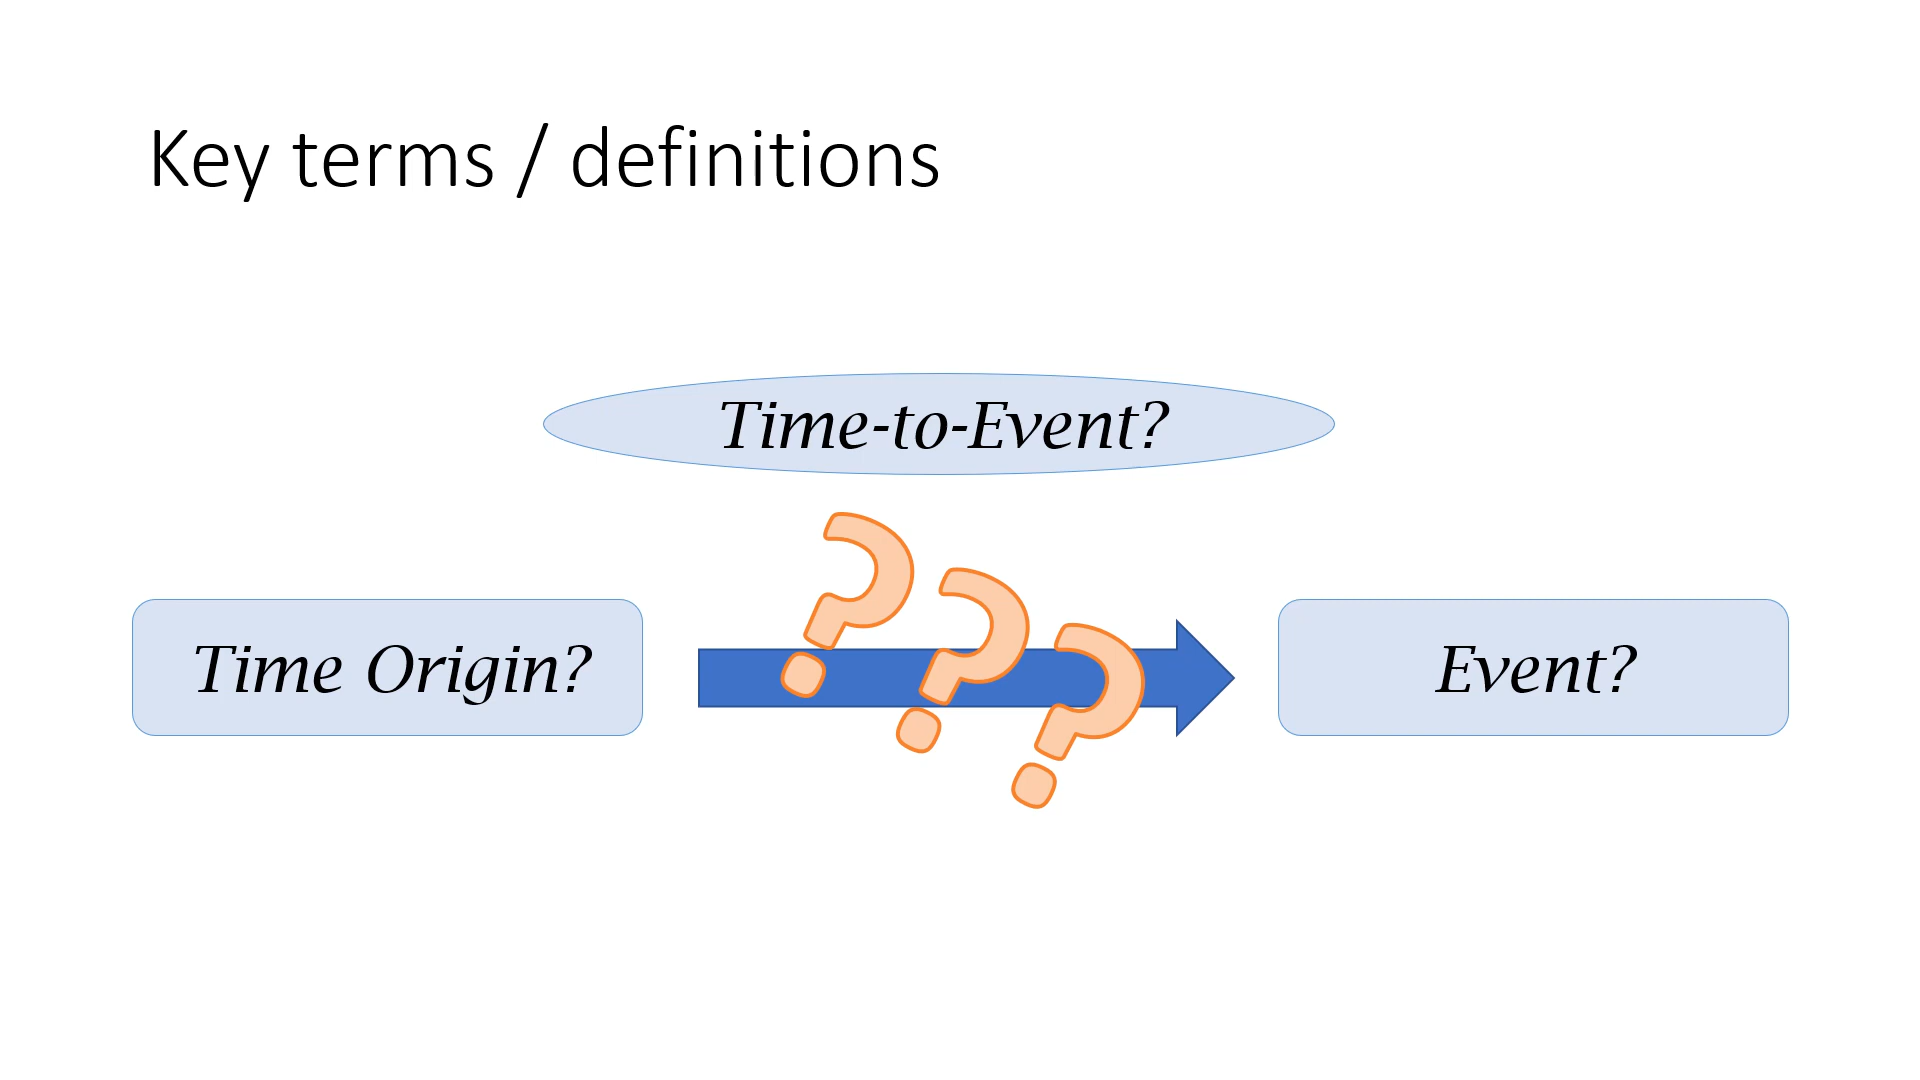 Key terms / definitions
Time-to-Event?
? ? ?
Time Origin?
Event?